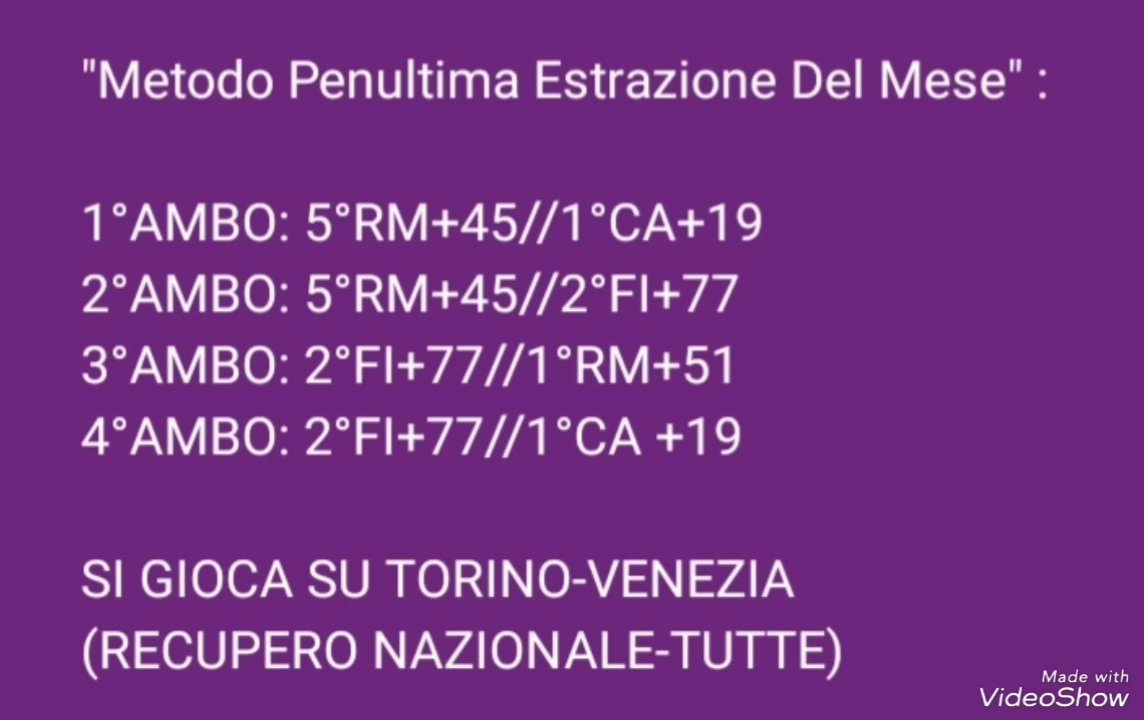 "Metodo Penultima Estrazione Del Mese" :
1°AMBO: 5°RM+45//1°CA+19
2°AMBO: 5°RM+45//2°FI+77
3°AMBO: 2°FI+77//1°RM+51
4°AMBO: 2°FI+77//1°CA +19
SI GIOCA SU TORINO-VENEZIA
(RECUPERO NAZIONALE-TUTTE)
Made with
VideoShow